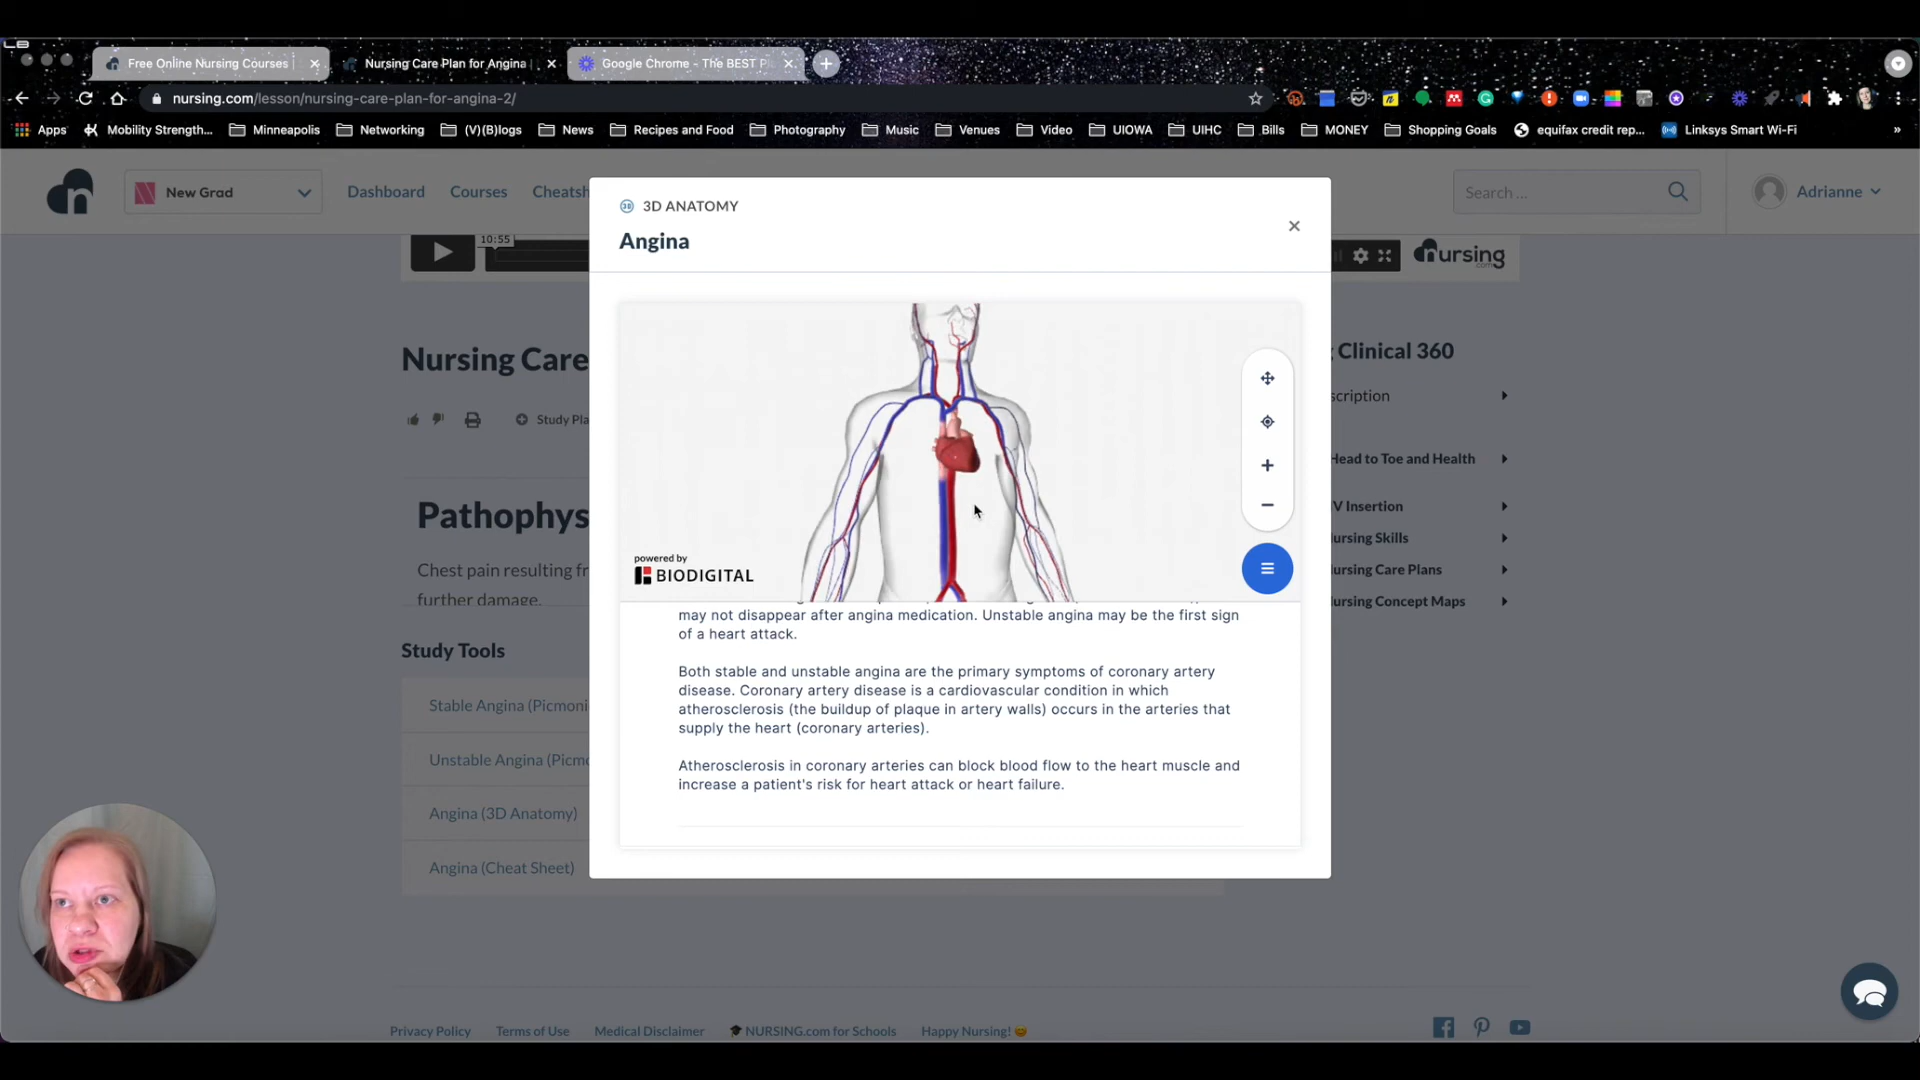 Free Online Nursing Courses
Nursing Care Plan for Angina
Google Chrome - The BEST Pl
nursing.com/lesson/nursing-care-plan-for-angina-2/
Apps
Mobility Strength...
Minneapolis
Networking
(V)(B)logs
News
Recipes and Food
Photography
Music
Venues
Video
UIOWA
UIHC
Bills
MONEY
Shopping Goals
equifax credit rep...
Linksys Smart Wi-Fi
»
New Grad
Dashboard
Courses
Cheatsh
Search ...
Adrianne
3D ANATOMY
Angina
10:55
nursing
.com
Nursing Care
Clinical 360
scription
Study Pla
Head to Toe and Health
V Insertion
ursing Skills
ursing Care Plans
ursing Concept Maps
Pathophys
Chest pain resulting fr
further damage.
powered by
BIODIGITAL
may not disappear after angina medication. Unstable angina may be the first sign
of a heart attack.
Both stable and unstable angina are the primary symptoms of coronary artery
disease. Coronary artery disease is a cardiovascular condition in which
atherosclerosis (the buildup of plaque in artery walls) occurs in the arteries that
supply the heart (coronary arteries).
Atherosclerosis in coronary arteries can block blood flow to the heart muscle and
increase a patient's risk for heart attack or heart failure.
Study Tools
Stable Angina (Picmoni
Unstable Angina (Picmo
Angina (3D Anatomy)
Angina (Cheat Sheet)
Privacy Policy
Terms of Use
Medical Disclaimer
🎓 NURSING.com for Schools
Happy Nursing! 😊